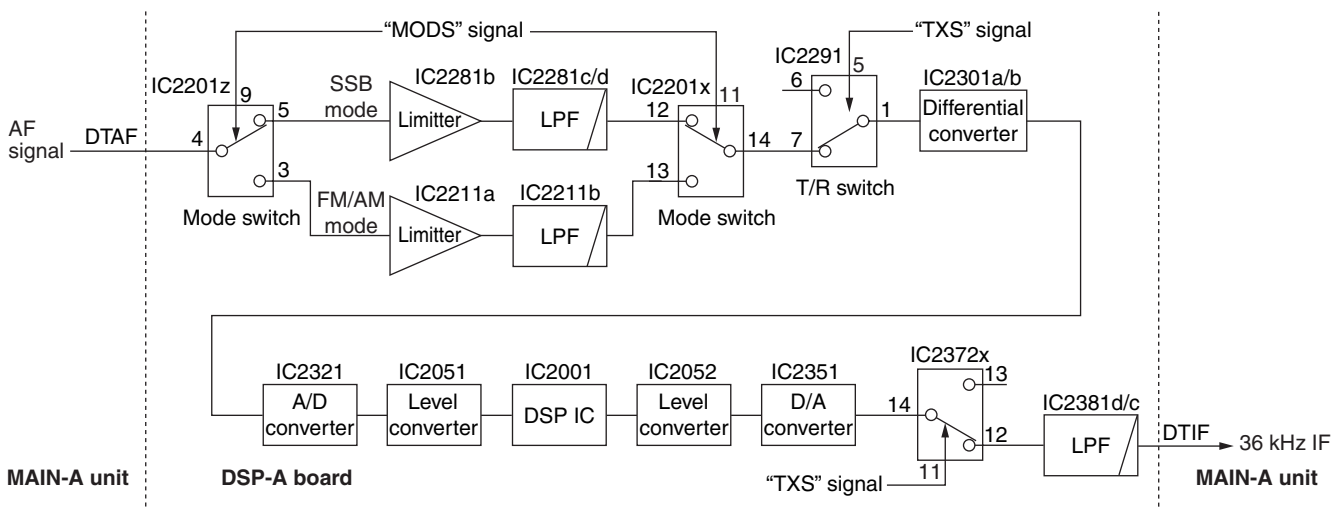 "MODS" signal
"TXS" signal
IC2201z
9
5
SSB
mode
IC2281b
Limitter
IC2281c/d
LPF
IC2201x
12
11
IC2291
6
5
IC2301a/b
Differential
converter
AF
signal
DTAF
4
14
7
1
3
13
Mode switch
FM/AM
mode
IC2211a
Limitter
IC2211b
LPF
Mode switch
T/R switch
IC2321
A/D
converter
IC2051
Level
converter
IC2001
DSP IC
IC2052
Level
converter
IC2351
D/A
converter
IC2372x
13
14
12
11
"TXS" signal
IC2381d/c
LPF
DTIF
36 kHz IF
MAIN-A unit
DSP-A board
MAIN-A unit